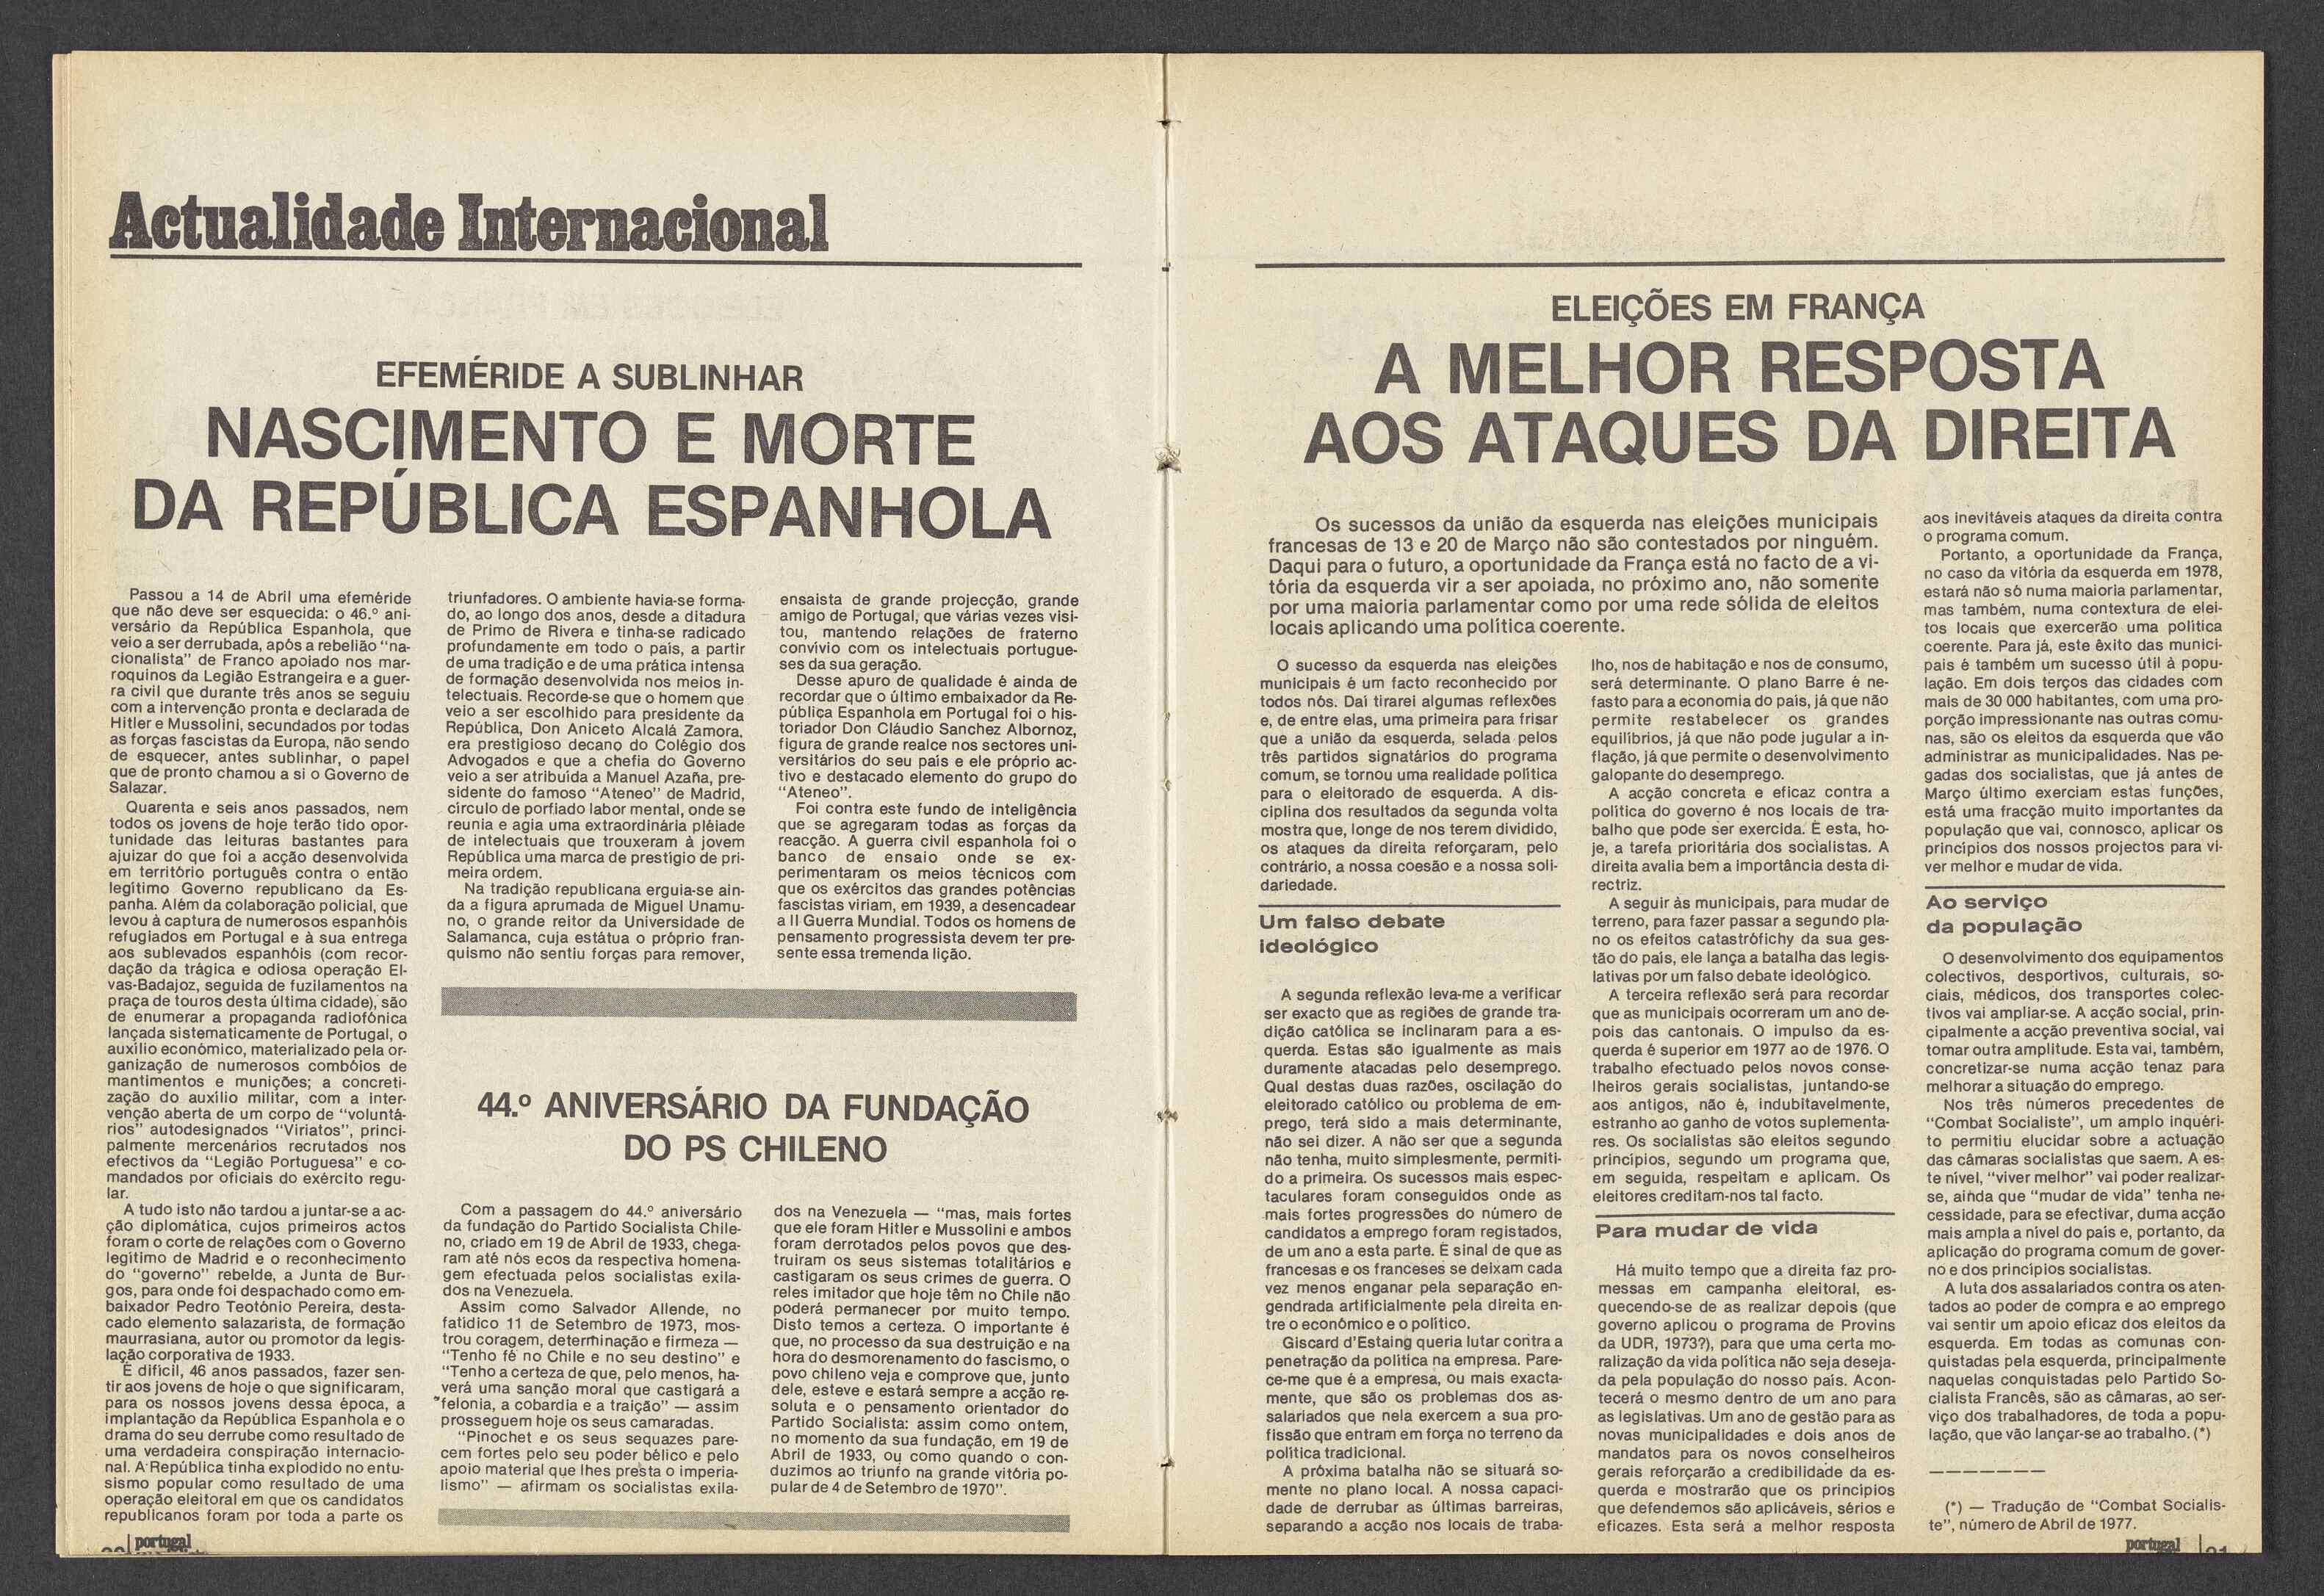 Actualidade Internacional
EFEMÉRIDE A SUBLINHAR
NASCIMENTO E MORTE
DA REPÚBLICA ESPANHOLA
Passou a 14 de Abril uma efeméride
que não deve ser esquecida: o 46.º ani-
versário da República Espanhola, que
veio a ser derrubada, após a rebelião "na-
cionalista" de Franco apoiado nos mar-
roquinos da Legião Estrangeira e a guer-
ra civil que durante três anos se seguiu
com a intervenção pronta e declarada de
Hitler e Mussolini, secundados por todas
as forças fascistas da Europa, não sendo
de esquecer, antes sublinhar, o papel
que de pronto chamou a si o Governo de
Salazar.
Quarenta e seis anos passados, nem
todos os jovens de hoje terão tido opor-
tunidade das leituras bastantes para
ajuizar do que foi a acção desenvolvida
em território português contra o então
legítimo Governo republicano da Es-
panha. Além da colaboração policial, que
levou à captura de numerosos espanhóis
refugiados em Portugal e à sua entrega
aos sublevados espanhóis (com recor-
dação da trágica e odiosa operação El-
vas-Badajoz, seguida de fuzilamentos na
praça de touros desta última cidade), são
de enumerar a propaganda radiofónica
lançada sistematicamente de Portugal, o
auxílio económico, materializado pela or-
ganização de numerosos combóios de
mantimentos e munições; a concreti-
zação do auxílio militar, com a inter-
venção aberta de um corpo de "voluntá-
rios" autodesignados "Viriatos", princi-
palmente mercenários recrutados nos
efectivos da "Legião Portuguesa" e co-
mandados por oficiais do exército regu-
lar.
A tudo isto não tardou a juntar-se a ac-
ção diplomática, cujos primeiros actos
foram o corte de relações com o Governo
legítimo de Madrid e o reconhecimento
do "governo" rebelde, a Junta de Bur-
gos, para onde foi despachado como em-
baixador Pedro Teotónio Pereira, desta-
cado elemento salazarista, de formação
maurrasiana, autor ou promotor da legis-
lação corporativa de 1933.
É difícil, 46 anos passados, fazer sen-
tir aos jovens de hoje o que significaram,
para os nossos jovens dessa época, a
implantação da República Espanhola e o
drama do seu derrube como resultado de
uma verdadeira conspiração internacio-
nal. A República tinha explodido no entu-
sismo popular como resultado de uma
operação eleitoral em que os candidatos
republicanos foram por toda a parte os
triunfadores. O ambiente havia-se forma-
do, ao longo dos anos, desde a ditadura
de Primo de Rivera e tinha-se radicado
profundamente em todo o país, a partir
de uma tradição e de uma prática intensa
de formação desenvolvida nos meios in-
telectuais. Recorde-se que o homem que
veio a ser escolhido para presidente da
República, Don Aniceto Alcalá Zamora,
era prestigioso decano do Colégio dos
Advogados e que a chefia do Governo
veio a ser atribuída a Manuel Azaña, pre-
sidente do famoso "Ateneo" de Madrid,
círculo de porfiado labor mental, onde se
reunia e agia uma extraordinária pléiade
de intelectuais que trouxeram à jovem
República uma marca de prestígio de pri-
meira ordem.
Na tradição republicana erguia-se ain-
da a figura aprumada de Miguel Unamu-
no, o grande reitor da Universidade de
Salamanca, cuja estátua o próprio fran-
quismo não sentiu forças para remover,
ensaista de grande projecção, grande
amigo de Portugal, que várias vezes visi-
tou, mantendo relações de fraterno
convívio com os intelectuais portugue-
ses da sua geração.
Desse apuro de qualidade é ainda de
recordar que o último embaixador da Re-
pública Espanhola em Portugal foi o his-
toriador Don Cláudio Sanchez Albornoz,
figura de grande realce nos sectores uni-
versitários do seu país e ele próprio ac-
tivo e destacado elemento do grupo do
"Ateneo".
Foi contra este fundo de inteligência
que se agregaram todas as forças da
reacção. A guerra civil espanhola foi o
banco de ensaio onde se ex-
perimentaram os meios técnicos com
que os exércitos das grandes potências
fascistas viriam, em 1939, a desencadear
a II Guerra Mundial. Todos os homens de
pensamento progressista devem ter pre-
sente essa tremenda lição.
44.º ANIVERSÁRIO DA FUNDAÇÃO
DO PS CHILENO
Com a passagem do 44.º aniversário
da fundação do Partido Socialista Chile-
no, criado em 19 de Abril de 1933, chega-
ram até nós ecos da respectiva homena-
gem efectuada pelos socialistas exila-
dos na Venezuela.
Assim como Salvador Allende, no
fatídico 11 de Setembro de 1973, mos-
trou coragem, determinação e firmeza —
"Tenho fé no Chile e no seu destino" e
"Tenho a certeza de que, pelo menos, ha-
verá uma sanção moral que castigará a
felonia, a cobardia e a traição" — assim
prosseguem hoje os seus camaradas.
"Pinochet e os seus sequazes pare-
cem fortes pelo seu poder bélico e pelo
apoio material que lhes presta o imperia-
lismo" — afirmam os socialistas exila-
dos na Venezuela — "mas, mais fortes
que ele foram Hitler e Mussolini e ambos
foram derrotados pelos povos que des-
truiram os seus sistemas totalitários e
castigaram os seus crimes de guerra. O
reles imitador que hoje têm no Chile não
poderá permanecer por muito tempo.
Disto temos a certeza. O importante é
que, no processo da sua destruição e na
hora do desmorenamento do fascismo, o
povo chileno veja e comprove que, junto
dele, esteve e estará sempre a acção re-
soluta e o pensamento orientador do
Partido Socialista: assim como ontem,
no momento da sua fundação, em 19 de
Abril de 1933, ou como quando o con-
duzimos ao triunfo na grande vitória po-
pular de 4 de Setembro de 1970".
portugal
ELEIÇÕES EM FRANÇA
A MELHOR RESPOSTA
AOS ATAQUES DA DIREITA
Os sucessos da união da esquerda nas eleições municipais
francesas de 13 e 20 de Março não são contestados por ninguém.
Daqui para o futuro, a oportunidade da França está no facto de a vi-
tória da esquerda vir a ser apoiada, no próximo ano, não somente
por uma maioria parlamentar como por uma rede sólida de eleitos
locais aplicando uma política coerente.
O sucesso da esquerda nas eleições
municipais é um facto reconhecido por
todos nós. Daí tirarei algumas reflexões
e, de entre elas, uma primeira para frisar
que a união da esquerda, selada pelos
três partidos signatários do programa
comum, se tornou uma realidade política
para o eleitorado de esquerda. A dis-
ciplina dos resultados da segunda volta
mostra que, longe de nos terem dividido,
os ataques da direita reforçaram, pelo
contrário, a nossa coesão e a nossa soli-
dariedade.
Um falso debate
ideológico
A segunda reflexão leva-me a verificar
ser exacto que as regiões de grande tra-
dição católica se inclinaram para a es-
querda. Estas são igualmente as mais
duramente atacadas pelo desemprego.
Qual destas duas razões, oscilação do
eleitorado católico ou problema de em-
prego, terá sido a mais determinante,
não sei dizer. A não ser que a segunda
não tenha, muito simplesmente, permiti-
do a primeira. Os sucessos mais espec-
taculares foram conseguidos onde as
mais fortes progressões do número de
candidatos a emprego foram registados,
de um ano a esta parte. É sinal de que as
francesas e os franceses se deixam cada
vez menos enganar pela separação en-
gendrada artificialmente pela direita en-
tre o económico e o político.
Giscard d'Estaing queria lutar contra a
penetração da política na empresa. Pare-
ce-me que é a empresa, ou mais exacta-
mente, que são os problemas dos as-
salariados que nela exercem a sua pro-
fissão que entram em força no terreno da
política tradicional.
A próxima batalha não se situará so-
mente no plano local. A nossa capaci-
dade de derrubar as últimas barreiras,
separando a acção nos locais de traba-
lho, nos de habitação e nos de consumo,
será determinante. O plano Barre é ne-
fasto para a economia do país, já que não
permite restabelecer os grandes
equilíbrios, já que não pode jugular a in-
flação, já que permite o desenvolvimento
galopante do desemprego.
A acção concreta e eficaz contra a
política do governo é nos locais de tra-
balho que pode ser exercida. É esta, ho-
je, a tarefa prioritária dos socialistas. A
direita avalia bem a importância desta di-
rectriz.
A seguir às municipais, para mudar de
terreno, para fazer passar a segundo pla-
no os efeitos catastrófichy da sua ges-
tão do país, ele lança a batalha das legis-
lativas por um falso debate ideológico.
A terceira reflexão será para recordar
que as municipais ocorreram um ano de-
pois das cantonais. O impulso da es-
querda é superior em 1977 ao de 1976. O
trabalho efectuado pelos novos conse-
lheiros gerais socialistas, juntando-se
aos antigos, não é, indubitavelmente,
estranho ao ganho de votos suplementa-
res. Os socialistas são eleitos segundo
princípios, segundo um programa que,
em seguida, respeitam e aplicam. Os
eleitores creditam-nos tal facto.
Para mudar de vida
Há muito tempo que a direita faz pro-
messas em campanha eleitoral, es-
quecendo-se de as realizar depois (que
governo aplicou o programa de Provins
da UDR, 1973?), para que uma certa mo-
ralização da vida política não seja deseja-
da pela população do nosso país. Acon-
tecerá o mesmo dentro de um ano para
as legislativas. Um ano de gestão para as
novas municipalidades e dois anos de
mandatos para os novos conselheiros
gerais reforçarão a credibilidade da es-
querda e mostrarão que os princípios
que defendemos são aplicáveis, sérios e
eficazes. Esta será a melhor resposta
aos inevitáveis ataques da direita contra
o programa comum.
Portanto, a oportunidade da França,
no caso da vitória da esquerda em 1978,
estará não só numa maioria parlamentar,
mas também, numa contextura de elei-
tos locais que exercerão uma política
coerente. Para já, este êxito das munici-
pais é também um sucesso útil à popu-
lação. Em dois terços das cidades com
mais de 30 000 habitantes, com uma pro-
porção impressionante nas outras comu-
nas, são os eleitos da esquerda que vão
administrar as municipalidades. Nas pe-
gadas dos socialistas, que já antes de
Março último exerciam estas funções,
está uma fracção muito importantes da
população que vai, connosco, aplicar os
princípios dos nossos projectos para vi-
ver melhor e mudar de vida.
Ao serviço
da população
O desenvolvimento dos equipamentos
colectivos, desportivos, culturais, so-
ciais, médicos, dos transportes colec-
tivos vai ampliar-se. A acção social, prin-
cipalmente a acção preventiva social, vai
tomar outra amplitude. Esta vai, também,
concretizar-se numa acção tenaz para
melhorar a situação do emprego.
Nos três números precedentes de
"Combat Socialiste", um amplo inquéri-
to permitiu elucidar sobre a actuação
das câmaras socialistas que saem. A es-
te nível, "viver melhor" vai poder realizar-
se, ainda que "mudar de vida" tenha ne-
cessidade, para se efectivar, duma acção
mais ampla a nível do país e, portanto, da
aplicação do programa comum de gover-
no e dos princípios socialistas.
A luta dos assalariados contra os aten-
tados ao poder de compra e ao emprego
vai sentir um apoio eficaz dos eleitos da
esquerda. Em todas as comunas con-
quistadas pela esquerda, principalmente
naquelas conquistadas pelo Partido So-
cialista Francês, são as câmaras, ao ser-
viço dos trabalhadores, de toda a popu-
lação, que vão lançar-se ao trabalho. (*)
(*) — Tradução de "Combat Socialis-
te", número de Abril de 1977.
portugal